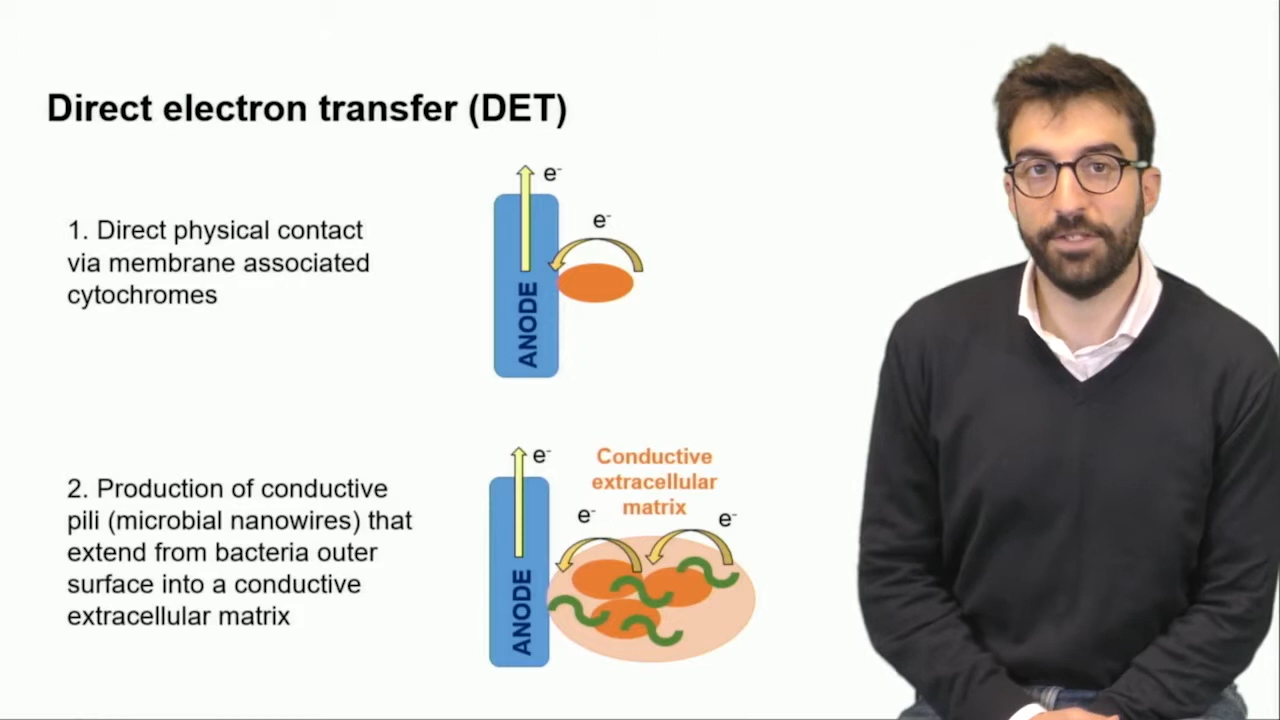 Direct electron transfer (DET)
1. Direct physical contact
via membrane associated
cytochromes
e⁻
e⁻
ANODE
2. Production of conductive
pili (microbial nanowires) that
extend from bacteria outer
surface into a conductive
extracellular matrix
e⁻
Conductive
extracellular
matrix
e⁻
e⁻
ANODE